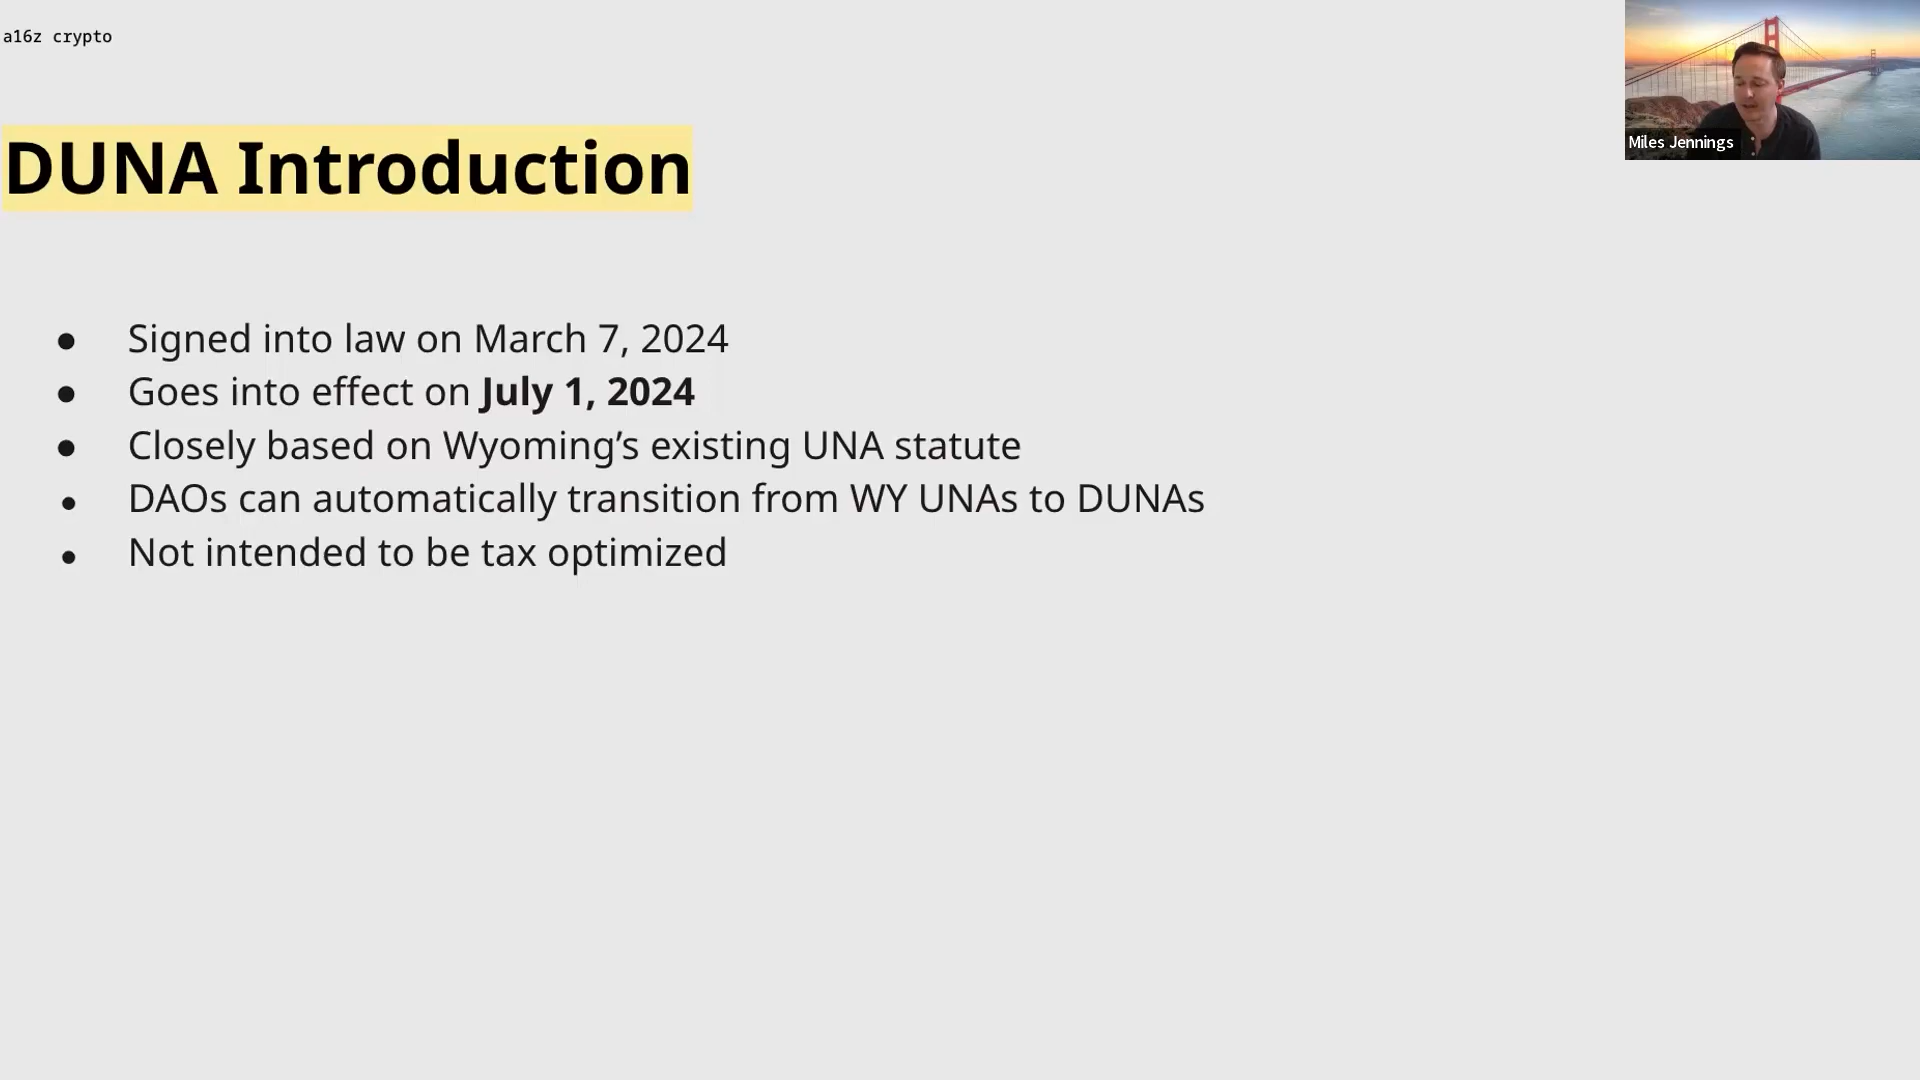 a16z crypto
Miles Jennings
DUNA Introduction
● Signed into law on March 7, 2024
● Goes into effect on July 1, 2024
● Closely based on Wyoming’s existing UNA statute
● DAOs can automatically transition from WY UNAs to DUNAs
● Not intended to be tax optimized